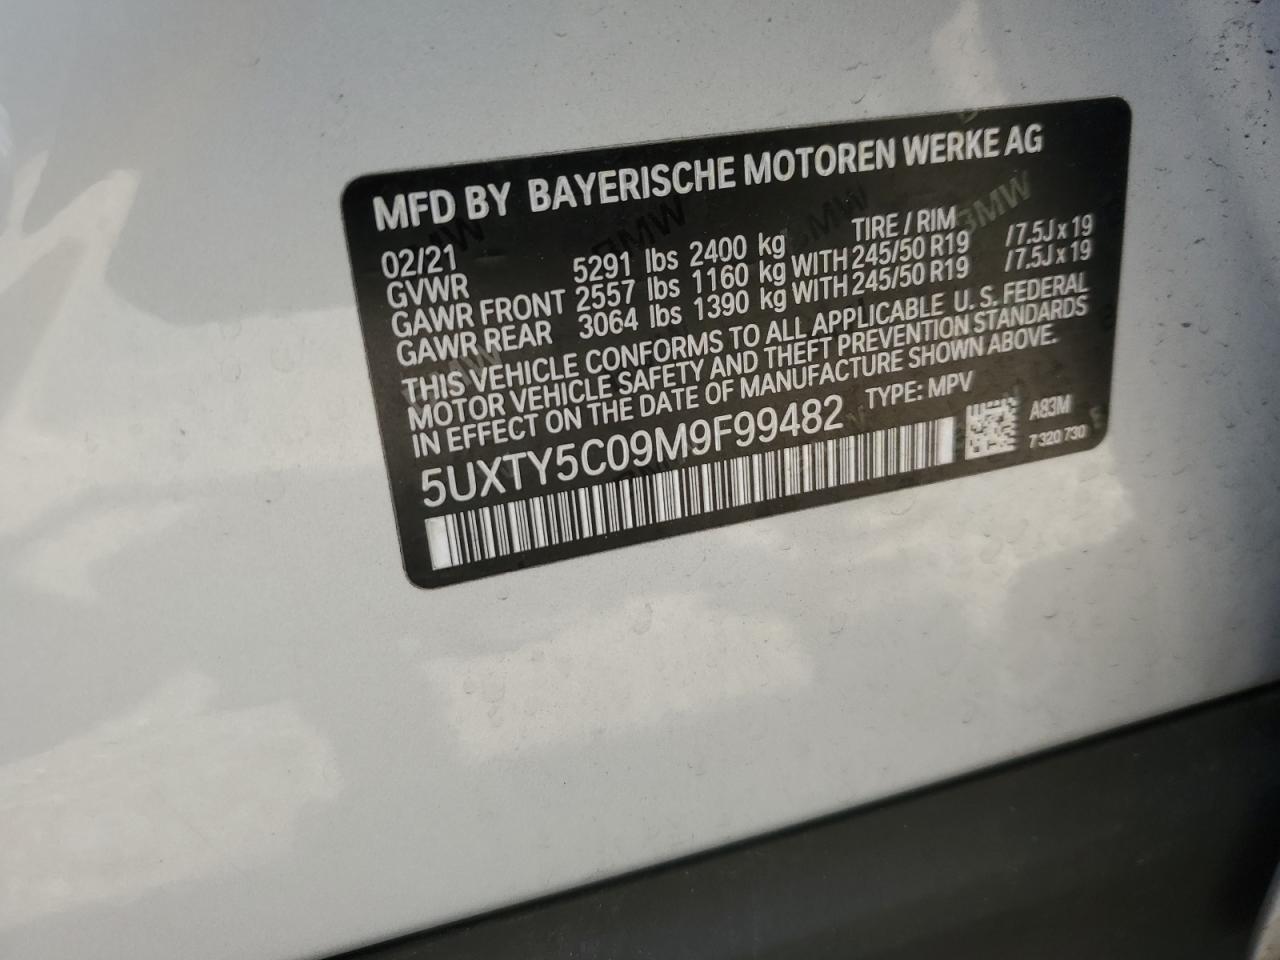 MFD BY BAYERISCHE MOTOREN WERKE AG
02/21 TIRE / RIM
GVWR 5291 lbs 2400 kg
GAWR FRONT 2557 lbs 1160 kg WITH 245/50 R19 /7.5J x 19
GAWR REAR 3064 lbs 1390 kg WITH 245/50 R19 /7.5J x 19
THIS VEHICLE CONFORMS TO ALL APPLICABLE U. S. FEDERAL
MOTOR VEHICLE SAFETY AND THEFT PREVENTION STANDARDS
IN EFFECT ON THE DATE OF MANUFACTURE SHOWN ABOVE.
5UXTY5C09M9F99482 TYPE: MPV
A83M
7 320 730